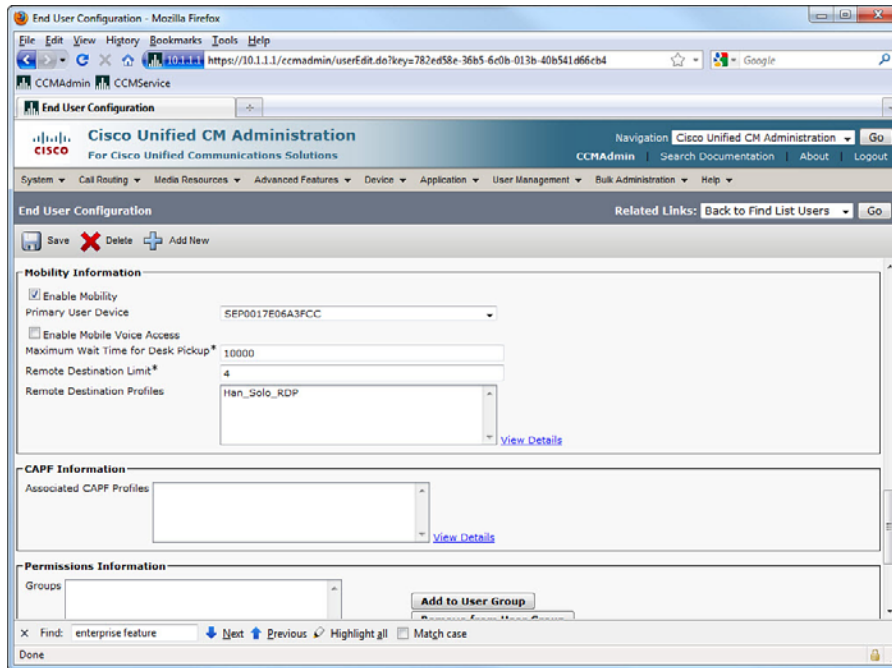 End User Configuration - Mozilla Firefox
File Edit View History Bookmarks Tools Help
10.1.1.1 https://10.1.1.1/ccmadmin/userEdit.do?key=782ed58e-36b5-6c0b-013b-40b541d66cb4 Google
CCMAdmin CCMService
End User Configuration
cisco Cisco Unified CM Administration Navigation Cisco Unified CM Administration Go
For Cisco Unified Communications Solutions CCMAdmin | Search Documentation | About | Logout
System Call Routing Media Resources Advanced Features Device Application User Management Bulk Administration Help
End User Configuration Related Links: Back to Find List Users Go
Save Delete Add New
Mobility Information
Enable Mobility
Primary User Device SEP0017E06A3FCC
Enable Mobile Voice Access
Maximum Wait Time for Desk Pickup* 10000
Remote Destination Limit* 4
Remote Destination Profiles Han_Solo_RDP
View Details
CAPF Information
Associated CAPF Profiles
View Details
Permissions Information
Groups
Add to User Group
Remove from User Group
Find: enterprise feature Next Previous Highlight all Match case
Done